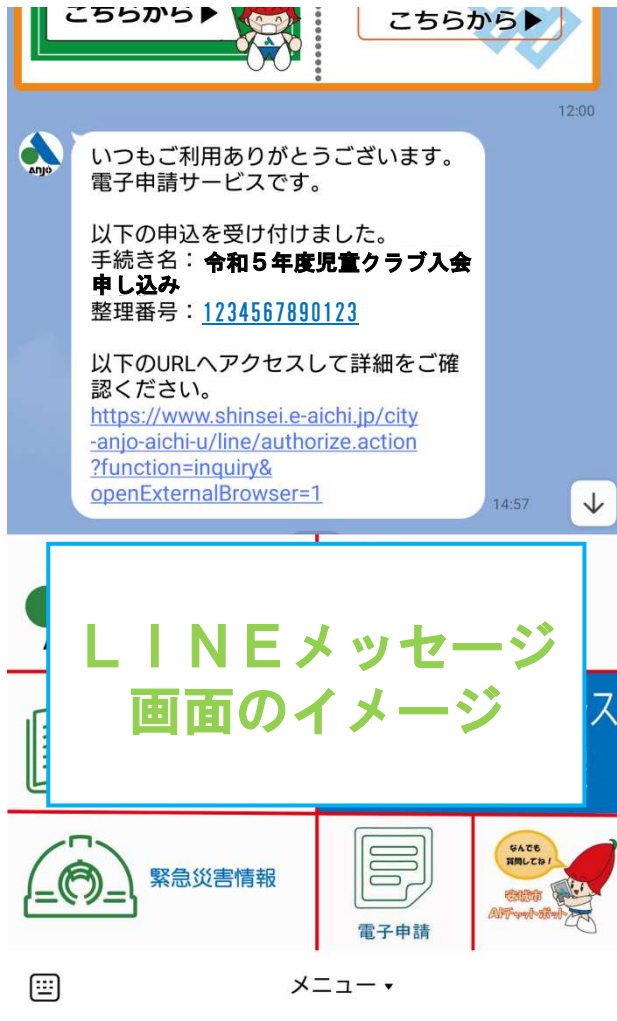 こちらから▶
こちらから▶
12:00
anjo
いつもご利用ありがとうございます。
電子申請サービスです。
以下の申込を受け付けました。
手続き名：令和５年度児童クラブ入会
申し込み
整理番号：1234567890123
以下のURLへアクセスして詳細をご確
認ください。
https://www.shinsei.e-aichi.jp/city
-anjo-aichi-u/line/authorize.action
?function=inquiry&
openExternalBrowser=1
14:57
ＬＩＮＥメッセージ
画面のイメージ
ス
緊急災害情報
電子申請
なんでも
質問してね！
安城市
AIチャットボット
メニュー▼